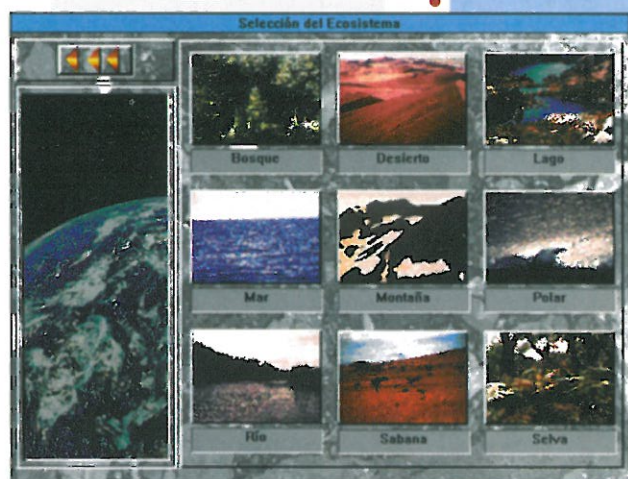 Selección del Ecosistema
Bosque Desierto Lago
Mar Montaña Polar
Río Sabana Selva